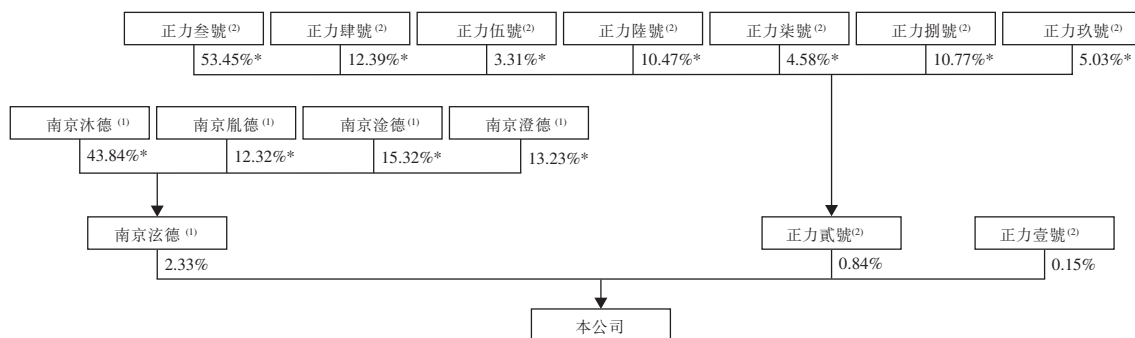 正力叁號(2) 正力肆號(2) 正力伍號(2) 正力陸號(2) 正力柒號(2) 正力捌號(2) 正力玖號(2)
53.45%* 12.39%* 3.31%* 10.47%* 4.58%* 10.77%* 5.03%*
南京沐德(1) 南京胤德(1) 南京淦德(1) 南京澄德(1)
43.84%* 12.32%* 15.32%* 13.23%*
南京泫德(1) 正力貳號(2) 正力壹號(2)
2.33% 0.84% 0.15%
本公司